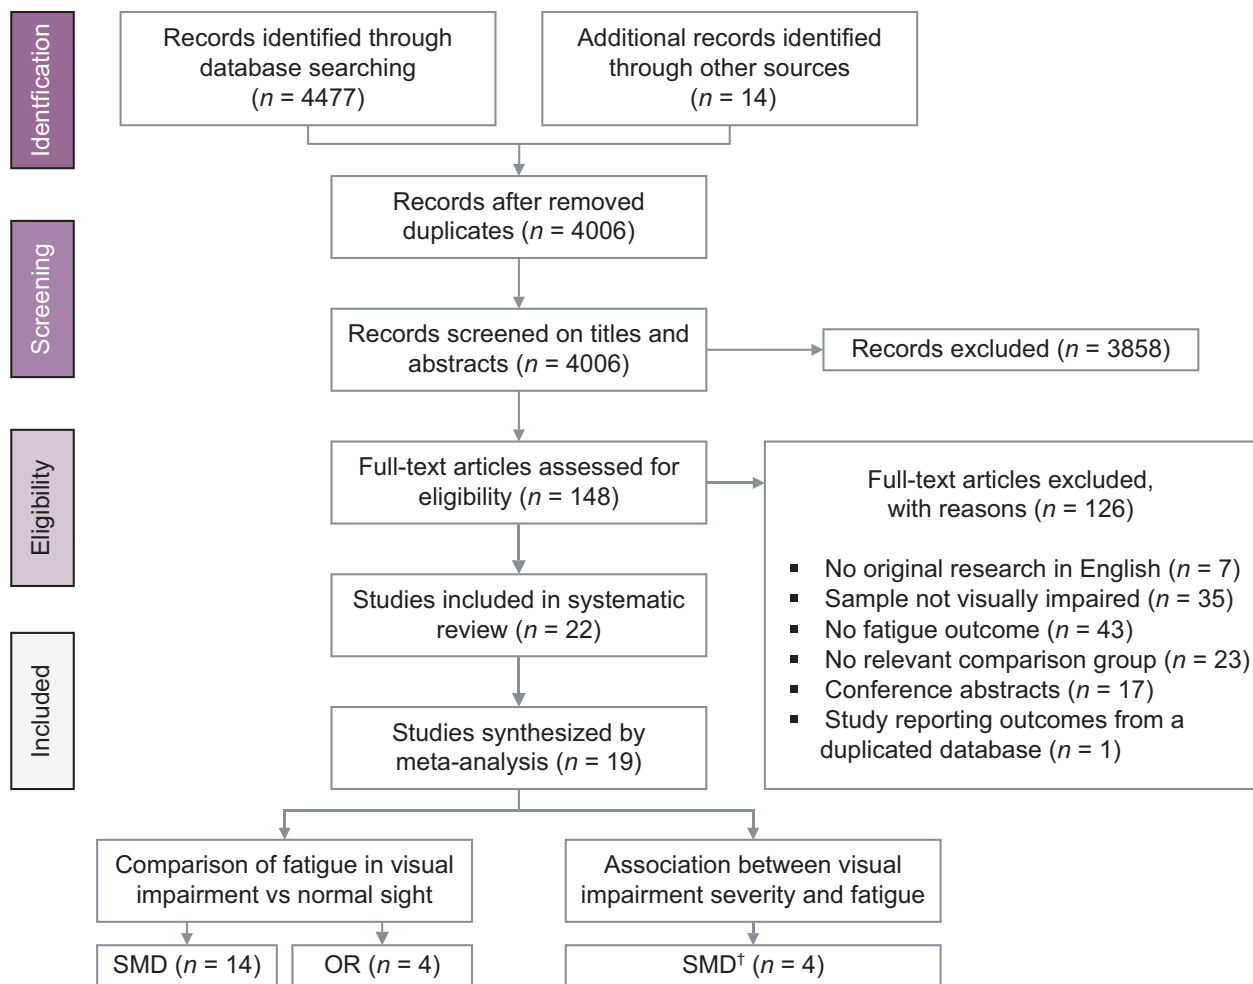 Identfication
Records identified through
database searching
(n = 4477)
Additional records identified
through other sources
(n = 14)
Records after removed
duplicates (n = 4006)
Screening
Records screened on titles and
abstracts (n = 4006)
Records excluded (n = 3858)
Eligibility
Full-text articles assessed for
eligibility (n = 148)
Full-text articles excluded,
with reasons (n = 126)
▪ No original research in English (n = 7)
▪ Sample not visually impaired (n = 35)
▪ No fatigue outcome (n = 43)
▪ No relevant comparison group (n = 23)
▪ Conference abstracts (n = 17)
▪ Study reporting outcomes from a
duplicated database (n = 1)
Studies included in systematic
review (n = 22)
Included
Studies synthesized by
meta-analysis (n = 19)
Comparison of fatigue in visual
impairment vs normal sight
Association between visual
impairment severity and fatigue
SMD (n = 14)
OR (n = 4)
SMD† (n = 4)